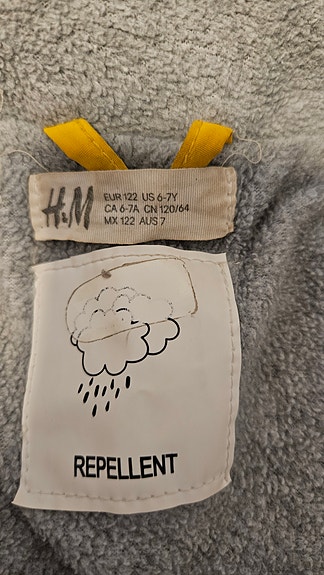 H&M
EUR 122 US 6-7Y
CA 6-7A CN 120/64
MX 122 AUS 7
REPELLENT